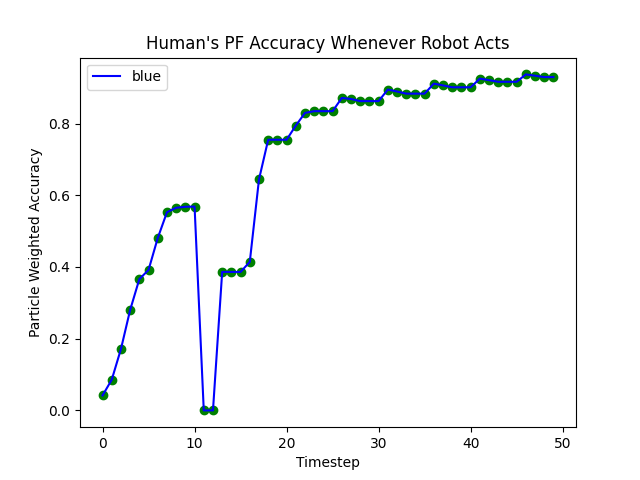 Human's PF Accuracy Whenever Robot Acts
blue
Particle Weighted Accuracy
0.8
0.6
0.4
0.2
0.0
0 10 20 30 40 50
Timestep